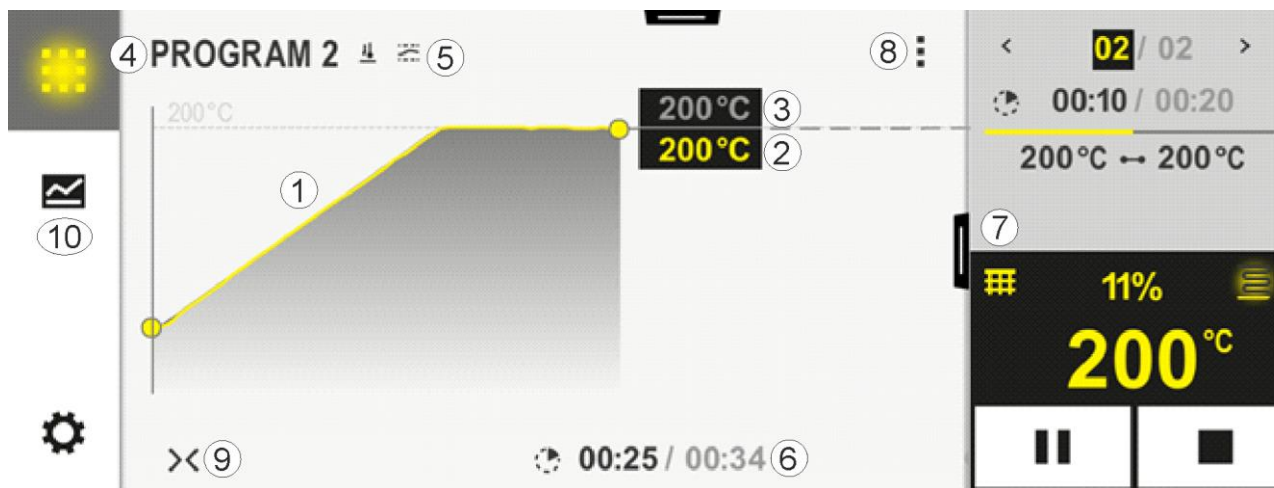 ④ PROGRAM 2 ⑤ ⑧
200°C
200°C ③
200°C ②
①
⑩
⑨ 00:25 / 00:34 ⑥
< 02 / 02 >
00:10 / 00:20
200°C ↔ 200°C
⑦
11%
200°C